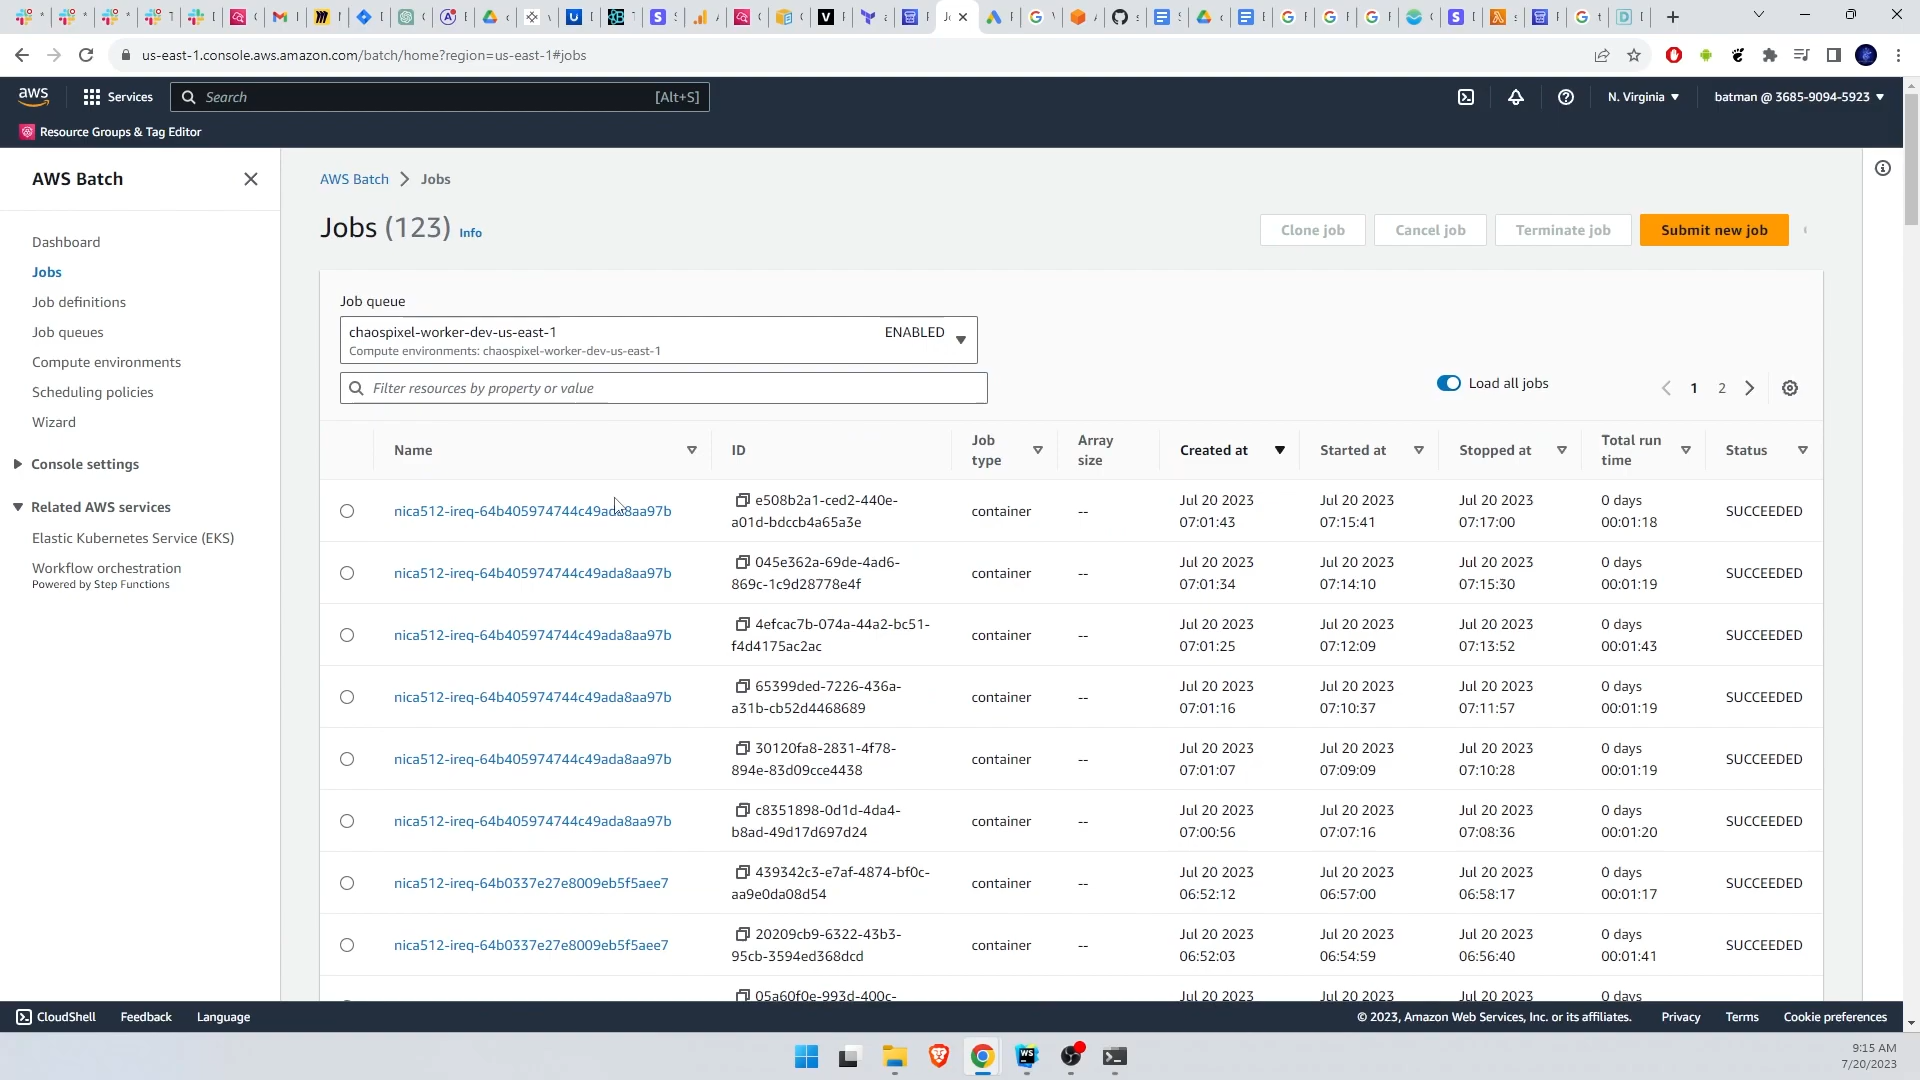 us-east-1.console.aws.amazon.com/batch/home?region=us-east-1#jobs
aws
Services
Search
[Alt+S]
N. Virginia
batman @ 3685-9094-5923
Resource Groups & Tag Editor
AWS Batch
Dashboard
Jobs
Job definitions
Job queues
Compute environments
Scheduling policies
Wizard
Console settings
Related AWS services
Elastic Kubernetes Service (EKS)
Workflow orchestration
Powered by Step Functions
AWS Batch
Jobs
Jobs (123) Info
Clone job
Cancel job
Terminate job
Submit new job
Job queue
chaospixel-worker-dev-us-east-1
ENABLED
Compute environments: chaospixel-worker-dev-us-east-1
Filter resources by property or value
Load all jobs
1 2
Name
ID
Job
type
Array
size
Created at
Started at
Stopped at
Total run
time
Status
nica512-ireq-64b405974744c49ada8aa97b
e508b2a1-ced2-440e-
a01d-bdccb4a65a3e
container
--
Jul 20 2023
07:01:43
Jul 20 2023
07:15:41
Jul 20 2023
07:17:00
0 days
00:01:18
SUCCEEDED
nica512-ireq-64b405974744c49ada8aa97b
045e362a-69de-4ad6-
869c-1c9d28778e4f
container
--
Jul 20 2023
07:01:34
Jul 20 2023
07:14:10
Jul 20 2023
07:15:30
0 days
00:01:19
SUCCEEDED
nica512-ireq-64b405974744c49ada8aa97b
4efcac7b-074a-44a2-bc51-
f4d4175ac2ac
container
--
Jul 20 2023
07:01:25
Jul 20 2023
07:12:09
Jul 20 2023
07:13:52
0 days
00:01:43
SUCCEEDED
nica512-ireq-64b405974744c49ada8aa97b
65399ded-7226-436a-
a31b-cb52d4468689
container
--
Jul 20 2023
07:01:16
Jul 20 2023
07:10:37
Jul 20 2023
07:11:57
0 days
00:01:19
SUCCEEDED
nica512-ireq-64b405974744c49ada8aa97b
30120fa8-2831-4f78-
894e-83d09cce4438
container
--
Jul 20 2023
07:01:07
Jul 20 2023
07:09:09
Jul 20 2023
07:10:28
0 days
00:01:19
SUCCEEDED
nica512-ireq-64b405974744c49ada8aa97b
c8351898-0d1d-4da4-
b8ad-49d17d697d24
container
--
Jul 20 2023
07:00:56
Jul 20 2023
07:07:16
Jul 20 2023
07:08:36
0 days
00:01:20
SUCCEEDED
nica512-ireq-64b0337e27e8009eb5f5aee7
439342c3-e7af-4874-bf0c-
aa9e0da08d54
container
--
Jul 20 2023
06:52:12
Jul 20 2023
06:57:00
Jul 20 2023
06:58:17
0 days
00:01:17
SUCCEEDED
nica512-ireq-64b0337e27e8009eb5f5aee7
20209cb9-6322-43b3-
95cb-3594ed368dcd
container
--
Jul 20 2023
06:52:03
Jul 20 2023
06:54:59
Jul 20 2023
06:56:40
0 days
00:01:41
SUCCEEDED
05a60f0e-993d-400c-
Jul 20 2023
Jul 20 2023
Jul 20 2023
0 days
CloudShell
Feedback
Language
© 2023, Amazon Web Services, Inc. or its affiliates.
Privacy
Terms
Cookie preferences
9:15 AM
7/20/2023